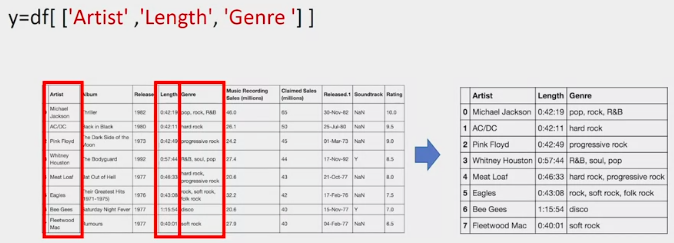 y=df[ ['Artist' ,'Length', 'Genre '] ]
Artist Album Release Length Genre Music Recording Sales (millions) Claimed Sales (millions) Released.1 Soundtrack Rating
0 Michael Jackson Thriller 1982 0:42:19 pop, rock, R&B 46.0 65 30-Nov-82 NaN 10.0
1 AC/DC Back in Black 1980 0:42:11 hard rock 26.1 50 25-Jul-80 NaN 9.5
2 Pink Floyd The Dark Side of the Moon 1973 0:42:49 progressive rock 24.2 45 01-Mar-73 NaN 9.0
3 Whitney Houston The Bodyguard 1992 0:57:44 R&B, soul, pop 27.4 44 17-Nov-92 Y 8.5
4 Meat Loaf Bat Out of Hell 1977 0:46:33 hard rock, progressive rock 20.6 43 21-Oct-77 NaN 8.0
5 Eagles Their Greatest Hits (1971-1975) 1976 0:43:08 rock, soft rock, folk rock 32.2 42 17-Feb-76 NaN 7.5
6 Bee Gees Saturday Night Fever 1977 1:15:54 disco 20.6 40 15-Nov-77 Y 7.0
7 Fleetwood Mac Rumours 1977 0:40:01 soft rock 27.9 40 04-Feb-77 NaN 6.5
Artist Length Genre
0 Michael Jackson 0:42:19 pop, rock, R&B
1 AC/DC 0:42:11 hard rock
2 Pink Floyd 0:42:49 progressive rock
3 Whitney Houston 0:57:44 R&B, soul, pop
4 Meat Loaf 0:46:33 hard rock, progressive rock
5 Eagles 0:43:08 rock, soft rock, folk rock
6 Bee Gees 1:15:54 disco
7 Fleetwood Mac 0:40:01 soft rock